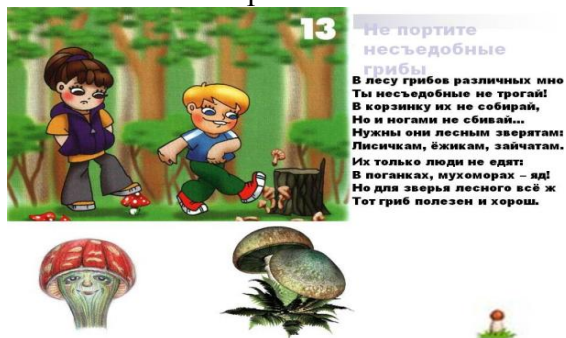 13
Не портите
несъедобные
грибы
В лесу грибов различных мно
Ты несъедобные не трогай!
В корзинку их не собирай,
Но и ногами не сбивай...
Нужны они лесным зверятам:
Лисичкам, ёжикам, зайчатам.
Их только люди не едят:
В поганках, мухоморах – яд!
Но для зверья лесного всё ж
Тот гриб полезен и хорош.